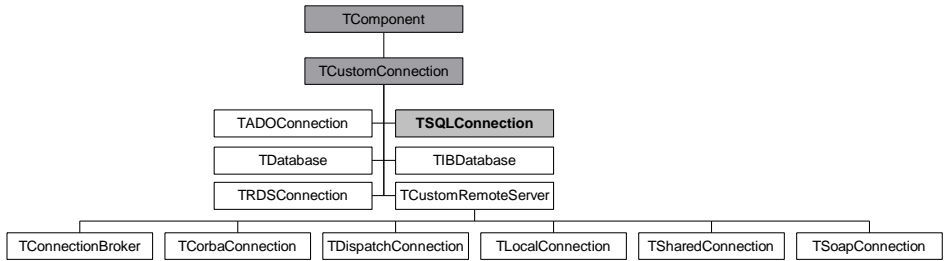 TComponent
TCustomConnection
TADOConnection
TSQLConnection
TDatabase
TIBDatabase
TRDSConnection
TCustomRemoteServer
TConnectionBroker
TCorbaConnection
TDispatchConnection
TLocalConnection
TSharedConnection
TSoapConnection